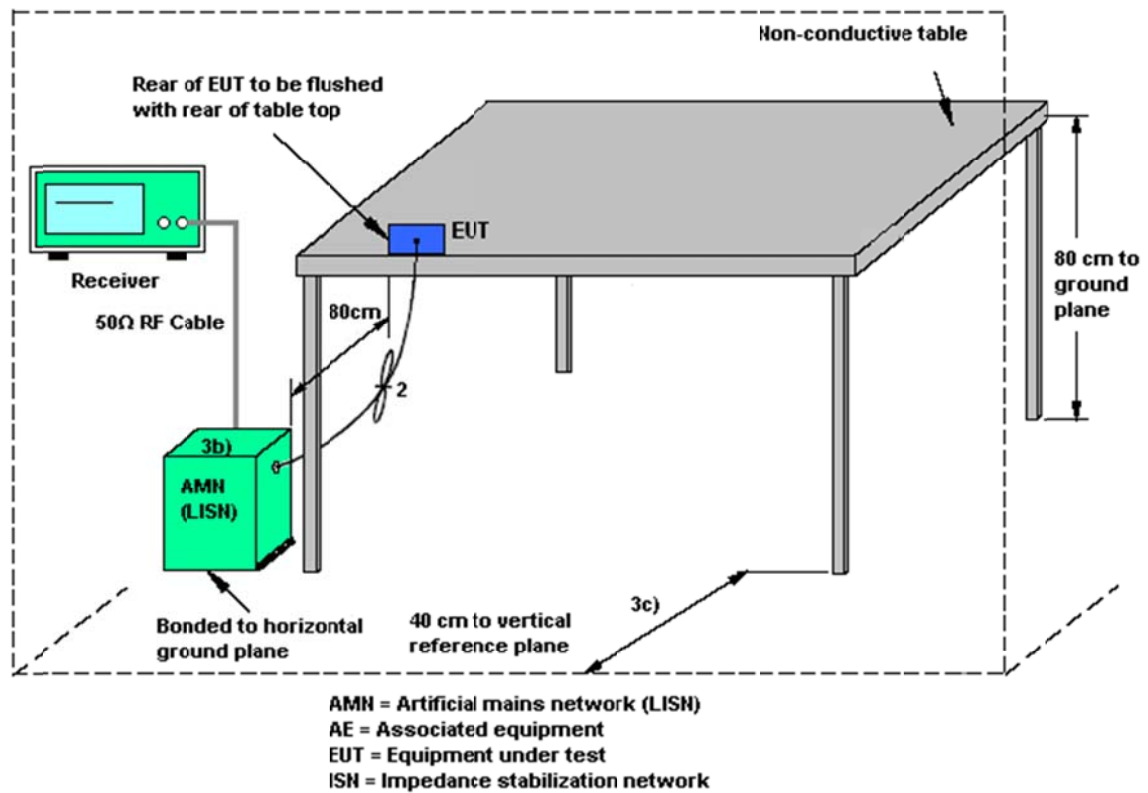 Non-conductive table
Rear of EUT to be flushed
with rear of table top
EUT
Receiver
80 cm to
ground
plane
80cm
50Ω RF Cable
2
3b)
AMN
(LISN)
3c)
Bonded to horizontal
ground plane
40 cm to vertical
reference plane
AMN = Artificial mains network (LISN)
AE = Associated equipment
EUT = Equipment under test
ISN = Impedance stabilization network